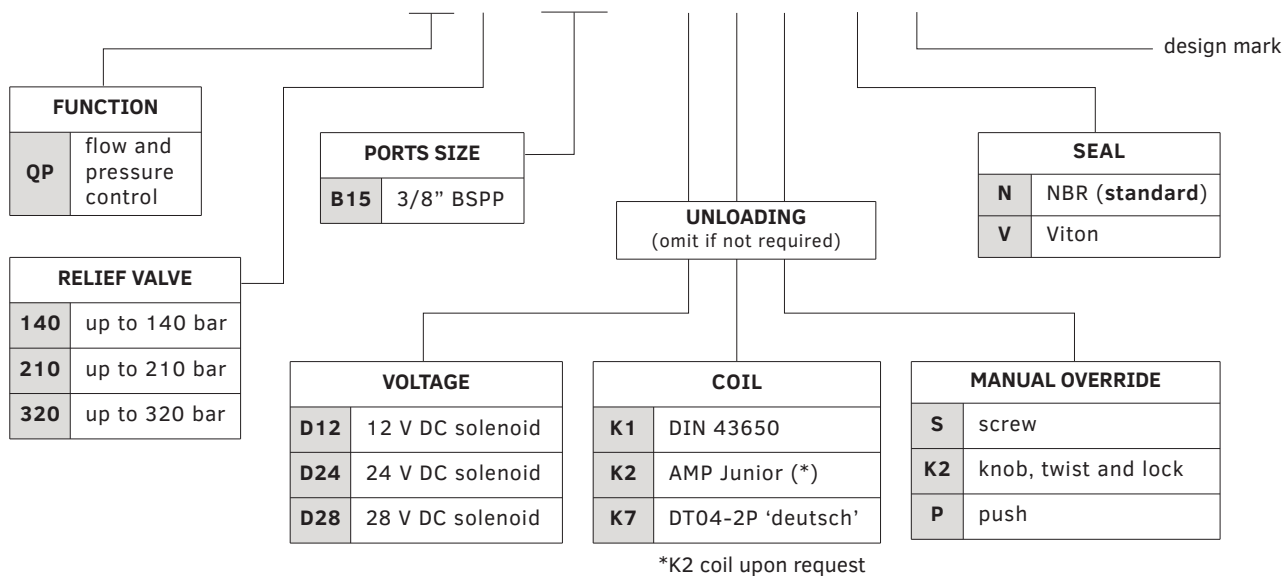 design mark
FUNCTION
QP
flow and
pressure
control
PORTS SIZE
B15 3/8” BSPP
SEAL
N NBR (standard)
V Viton
UNLOADING
(omit if not required)
RELIEF VALVE
140 up to 140 bar
210 up to 210 bar
320 up to 320 bar
VOLTAGE
D12 12 V DC solenoid
D24 24 V DC solenoid
D28 28 V DC solenoid
COIL
K1 DIN 43650
K2 AMP Junior (*)
K7 DT04-2P ‘deutsch’
*K2 coil upon request
MANUAL OVERRIDE
S screw
K2 knob, twist and lock
P push